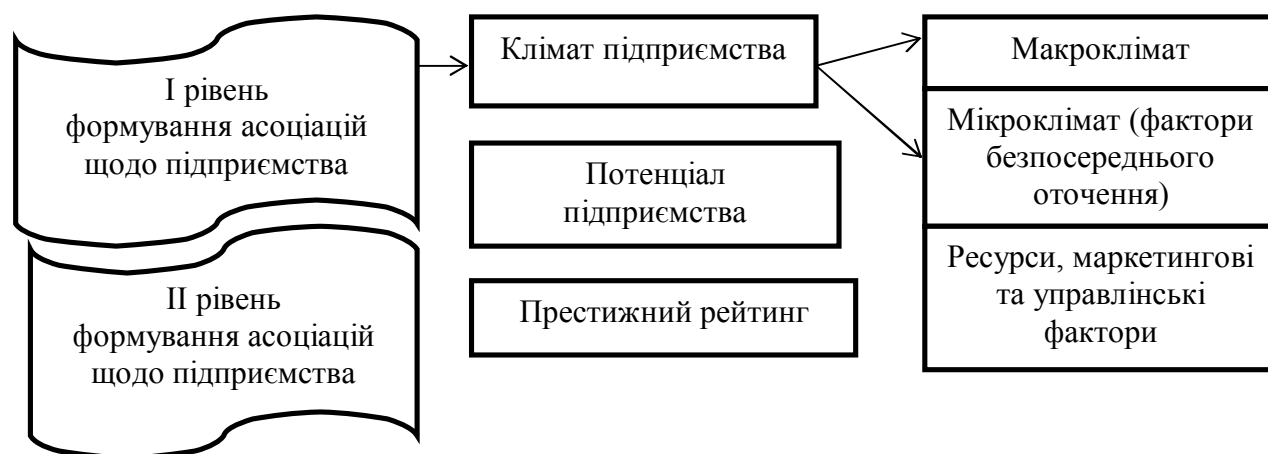 І рівень
формування асоціацій
щодо підприємства
ІІ рівень
формування асоціацій
щодо підприємства
Клімат підприємства
Потенціал
підприємства
Престижний рейтинг
Макроклімат
Мікроклімат (фактори
безпосереднього
оточення)
Ресурси, маркетингові
та управлінські
фактори